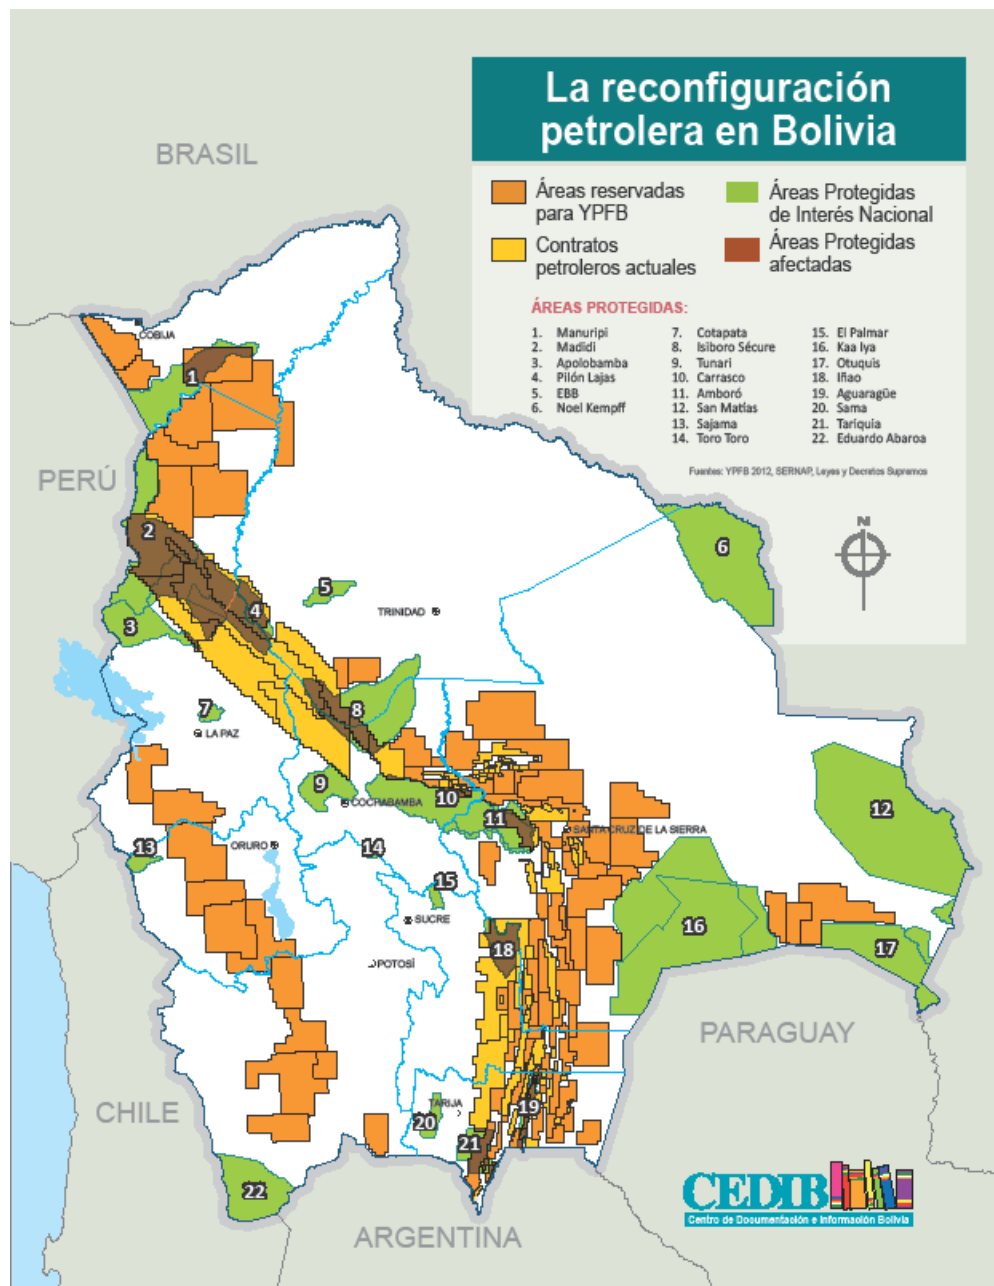 La reconfiguración
petrolera en Bolivia
Áreas reservadas
para YPFB
Áreas Protegidas
de Interés Nacional
Contratos
petroleros actuales
Áreas Protegidas
afectadas
ÁREAS PROTEGIDAS:
1. Manuripi
2. Madidi
3. Apolobamba
4. Pilón Lajas
5. EBB
6. Noel Kempff
7. Cotapata
8. Isiboro Sécure
9. Tunari
10. Carrasco
11. Amboró
12. San Matías
13. Sajama
14. Toro Toro
15. El Palmar
16. Kaa Iya
17. Otuquis
18. Iñao
19. Aguaragüe
20. Sama
21. Tariquia
22. Eduardo Abaroa
Fuentes: YPFB 2012, SERNAP, Leyes y Decretos Supremos
N
BRASIL
COBIJA
1
PERÚ
2
6
5
4
TRINIDAD
3
8
7
LA PAZ
9
COCHABAMBA
10
11
12
SANTA CRUZ DE LA SIERRA
13
ORURO
14
15
SUCRE
16
17
18
POTOSÍ
PARAGUAY
CHILE
TARIJA
19
20
21
22
ARGENTINA
CEDIB
Centro de Documentación e Información Bolivia